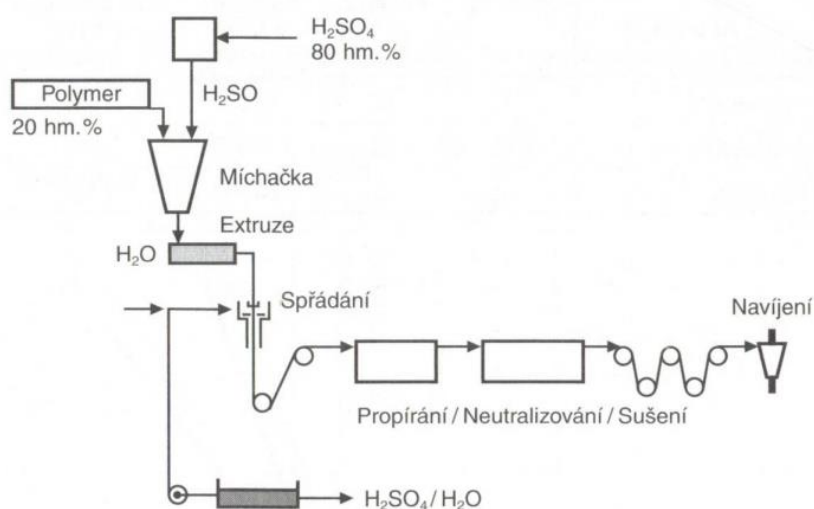 H₂SO₄
80 hm.%
Polymer
H₂SO
20 hm.%
Míchačka
Extruze
H₂O
Spřádání
Navíjení
Propírání / Neutralizování / Sušení
H₂SO₄/H₂O